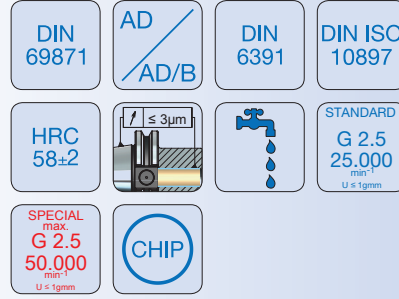 DIN
69871
AD
/AD/B
DIN
6391
DIN ISO
10897
HRC
58±2
↗ ≤ 3µm
STANDARD
G 2.5
25.000
min⁻¹
U ≤ 1gmm
SPECIAL
max.
G 2.5
50.000
min⁻¹
U ≤ 1gmm
CHIP